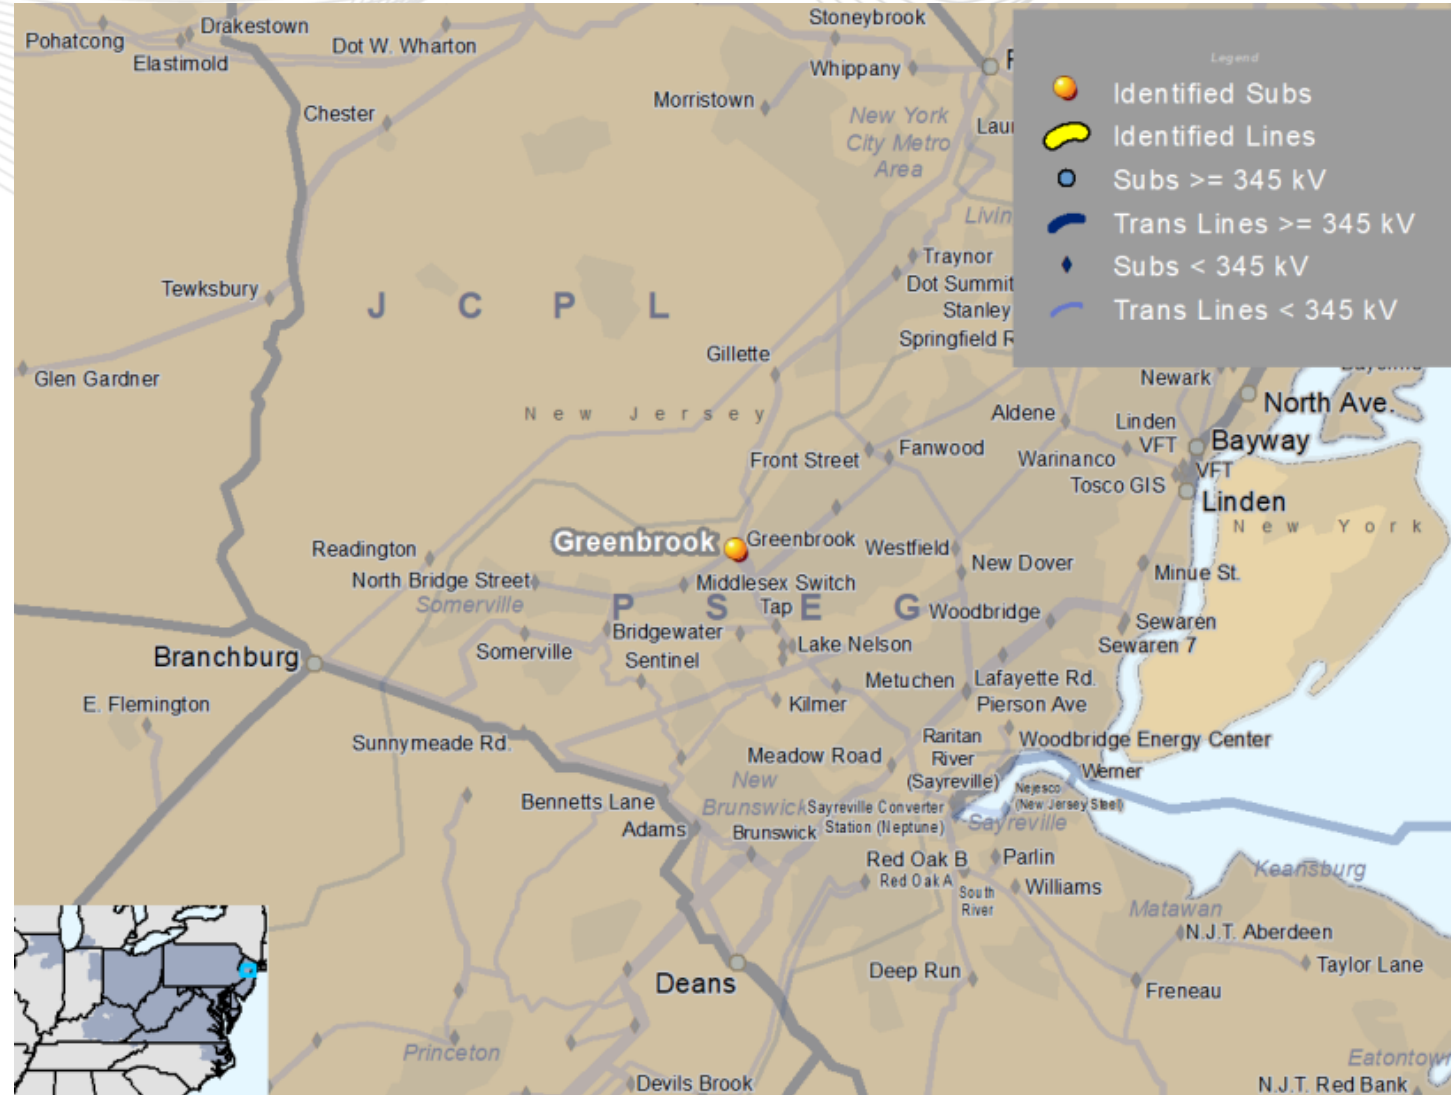 Stoneybrook
Drakestown
Pohatcong
Dot W. Wharton
Elastimold
Whippany
Morristown
Chester
New York
City Metro
Area
Legend
Identified Subs
Identified Lines
Subs >= 345 kV
Trans Lines >= 345 kV
Subs < 345 kV
Trans Lines < 345 kV
Traynor
Dot Summit
Stanley
Tewksbury
J C P L
Gillette
Glen Gardner
Newark
North Ave.
New Jersey
Aldene
Linden
VFT
Bayway
Fanwood
Front Street
Warinanco
VFT
Tosco GIS
Linden
New York
Greenbrook
Greenbrook
Westfield
Readington
New Dover
Minue St.
North Bridge Street
Middlesex Switch
Tap
Somerville
P S E G
Woodbridge
Bridgewater
Sewaren
Sewaren 7
Lake Nelson
Somerville
Sentinel
Branchburg
Metuchen
Lafayette Rd.
Pierson Ave
E. Flemington
Kilmer
Sunnymeade Rd.
Raritan
River
(Sayreville)
Woodbridge Energy Center
Meadow Road
Werner
New
Brunswick
Nejesco
(New Jersey Steel)
Bennetts Lane
Sayreville Converter
Station (Neptune)
Sayreville
Adams
Brunswick
Red Oak B
Red Oak A
Parlin
Williams
South
River
Keansburg
Matawan
N.J.T. Aberdeen
Deans
Deep Run
Taylor Lane
Freneau
Princeton
Eatontown
Devils Brook
N.J.T. Red Bank